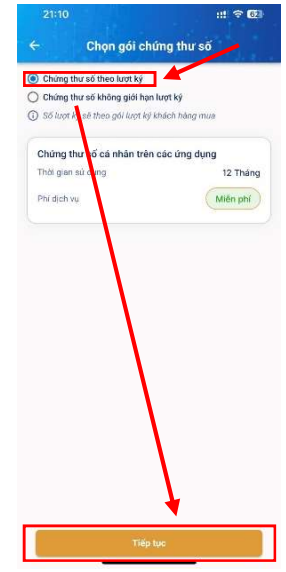 21:10
62
Chọn gói chứng thư số
Chứng thư số theo lượt ký
Chứng thư số không giới hạn lượt ký
Số lượt ký sẽ theo gói lượt ký khách hàng mua
Chứng thư số cá nhân trên các ứng dụng
Thời gian sử dụng
12 Tháng
Phí dịch vụ
Miễn phí
Tiếp tục